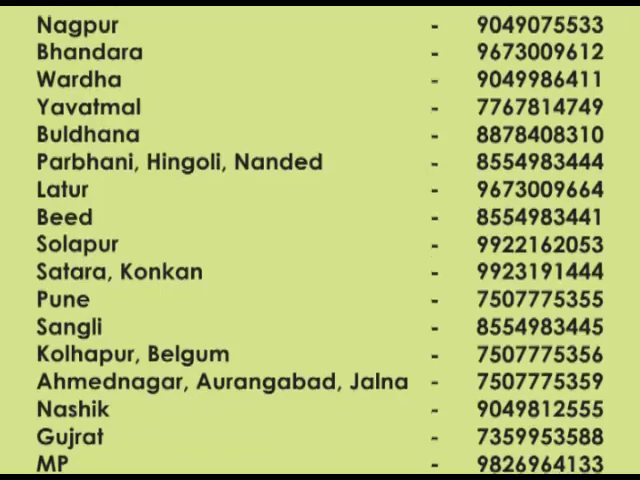 Nagpur - 9049075533
Bhandara - 9673009612
Wardha - 9049986411
Yavatmal - 7767814749
Buldhana - 8878408310
Parbhani, Hingoli, Nanded - 8554983444
Latur - 9673009664
Beed - 8554983441
Solapur - 9922162053
Satara, Konkan - 9923191444
Pune - 7507775355
Sangli - 8554983445
Kolhapur, Belgum - 7507775356
Ahmednagar, Aurangabad, Jalna - 7507775359
Nashik - 9049812555
Gujrat - 7359953588
MP - 9826964133